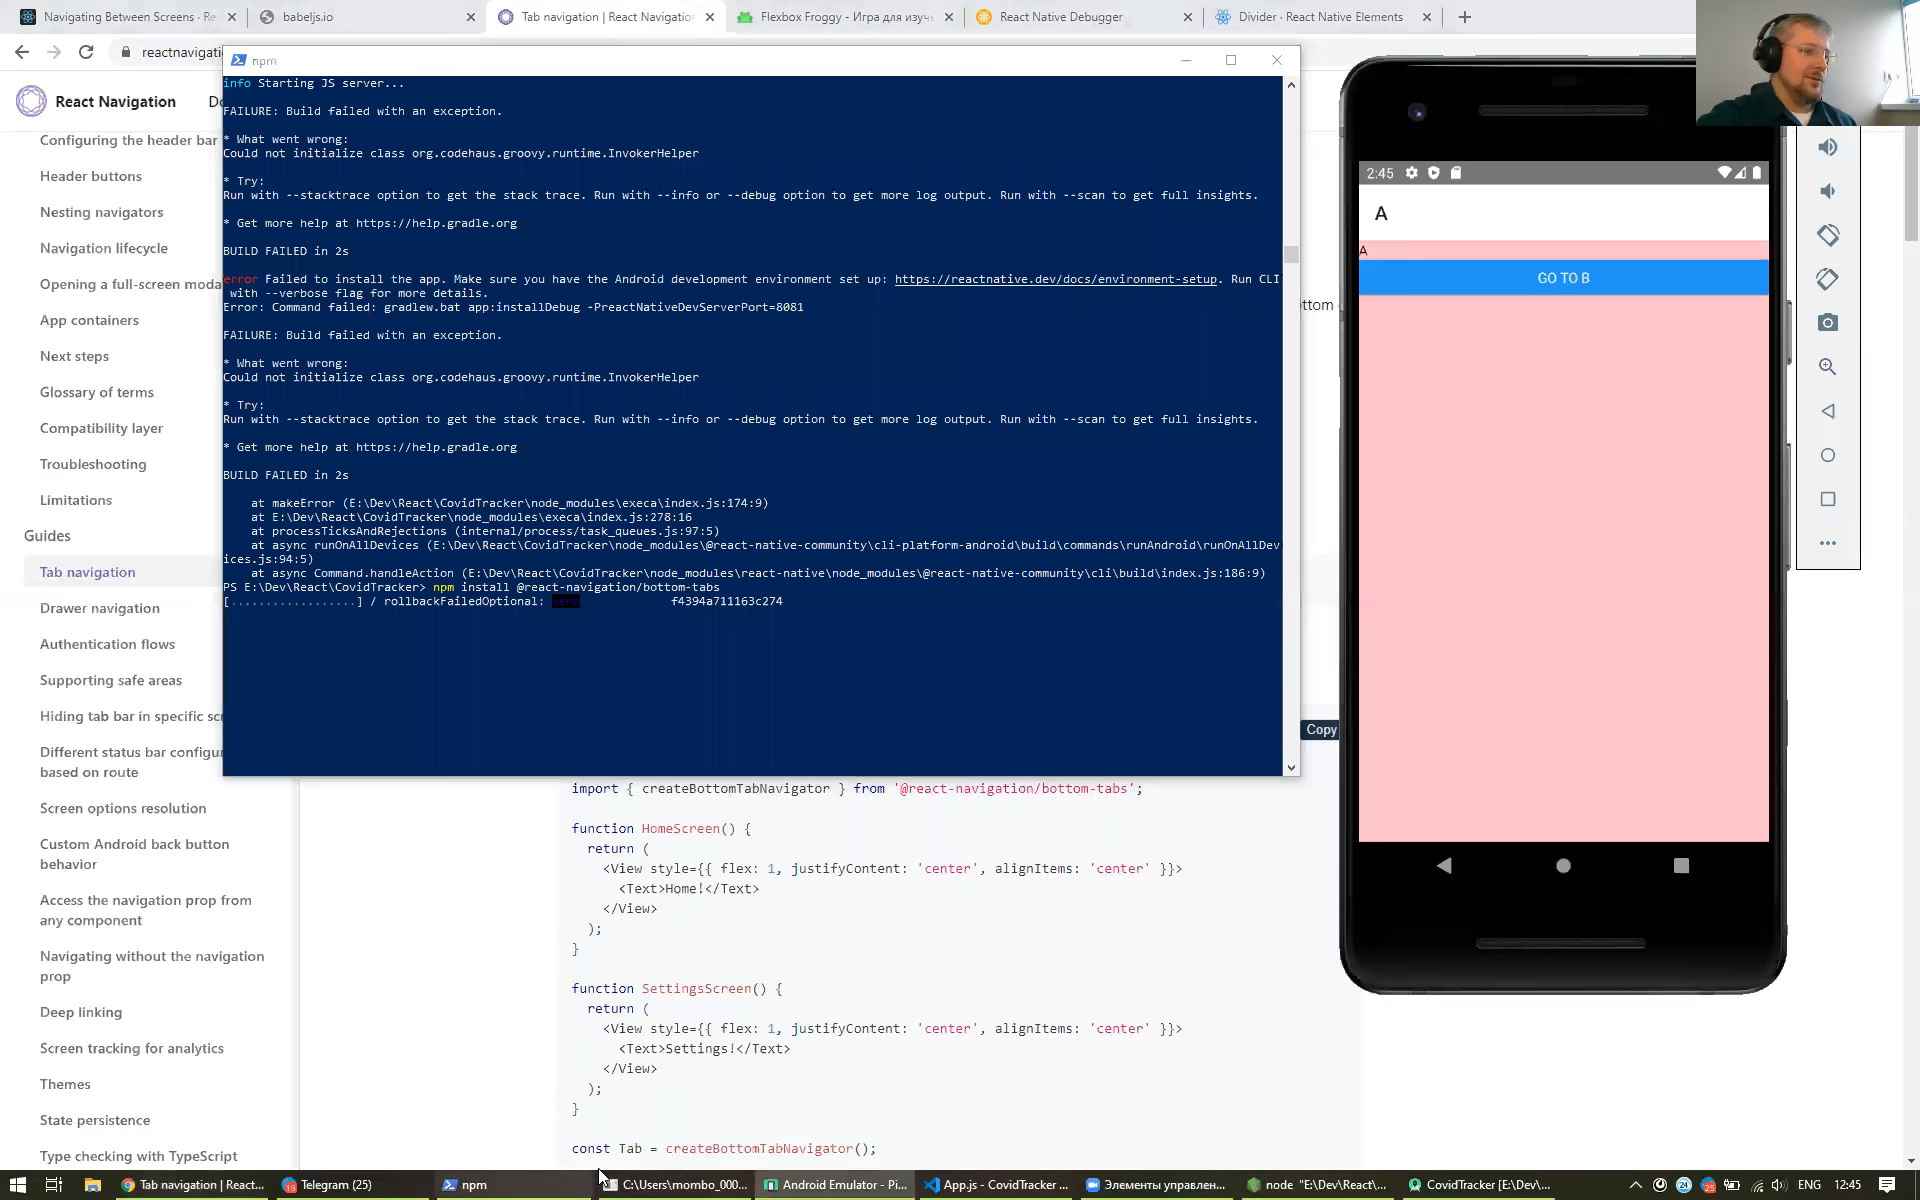 Navigating Between Screens · Re
babeljs.io
Tab navigation | React Navigation
Flexbox Froggy - Игра для изуч
React Native Debugger
Divider · React Native Elements
reactnavigati
npm
React Navigation
Configuring the header bar
Header buttons
Nesting navigators
Navigation lifecycle
Opening a full-screen moda
App containers
Next steps
Glossary of terms
Compatibility layer
Troubleshooting
Limitations
Guides
Tab navigation
Drawer navigation
Authentication flows
Supporting safe areas
Hiding tab bar in specific scr
Different status bar configur
based on route
Screen options resolution
Custom Android back button
behavior
Access the navigation prop from
any component
Navigating without the navigation
prop
Deep linking
Screen tracking for analytics
Themes
State persistence
Type checking with TypeScript
info Starting JS server...
FAILURE: Build failed with an exception.
* What went wrong:
Could not initialize class org.codehaus.groovy.runtime.InvokerHelper
* Try:
Run with --stacktrace option to get the stack trace. Run with --info or --debug option to get more log output. Run with --scan to get full insights.
* Get more help at https://help.gradle.org
BUILD FAILED in 2s
error Failed to install the app. Make sure you have the Android development environment set up: https://reactnative.dev/docs/environment-setup. Run CLI
with --verbose flag for more details.
Error: Command failed: gradlew.bat app:installDebug -PreactNativeDevServerPort=8081
FAILURE: Build failed with an exception.
* What went wrong:
Could not initialize class org.codehaus.groovy.runtime.InvokerHelper
* Try:
Run with --stacktrace option to get the stack trace. Run with --info or --debug option to get more log output. Run with --scan to get full insights.
* Get more help at https://help.gradle.org
BUILD FAILED in 2s
at makeError (E:\Dev\React\CovidTracker\node_modules\execa\index.js:174:9)
at E:\Dev\React\CovidTracker\node_modules\execa\index.js:278:16
at processTicksAndRejections (internal/process/task_queues.js:97:5)
at async runOnAllDevices (E:\Dev\React\CovidTracker\node_modules\@react-native-community\cli-platform-android\build\commands\runAndroid\runOnAllDev
ices.js:94:5)
at async Command.handleAction (E:\Dev\React\CovidTracker\node_modules\react-native\node_modules\@react-native-community\cli\build\index.js:186:9)
PS E:\Dev\React\CovidTracker> npm install @react-navigation/bottom-tabs
[..................] / rollbackFailedOptional: f4394a711163c274
ottom
Copy
import { createBottomTabNavigator } from '@react-navigation/bottom-tabs';
function HomeScreen() {
return (
<View style={{ flex: 1, justifyContent: 'center', alignItems: 'center' }}>
<Text>Home!</Text>
</View>
);
}
function SettingsScreen() {
return (
<View style={{ flex: 1, justifyContent: 'center', alignItems: 'center' }}>
<Text>Settings!</Text>
</View>
);
}
const Tab = createBottomTabNavigator();
2:45
A
A
GO TO B
Tab navigation | React...
Telegram (25)
npm
C:\Users\mombo_000...
Android Emulator - Pi...
App.js - CovidTracker ...
Элементы управлен...
node "E:\Dev\React\...
CovidTracker [E:\Dev\...
ENG
12:45